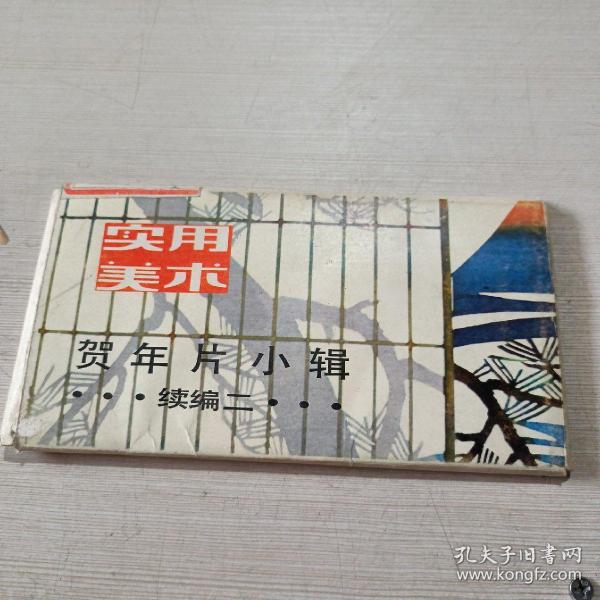 实用
美术
贺年片小辑
···续编二···
孔夫子旧书网
www.kongfz.com